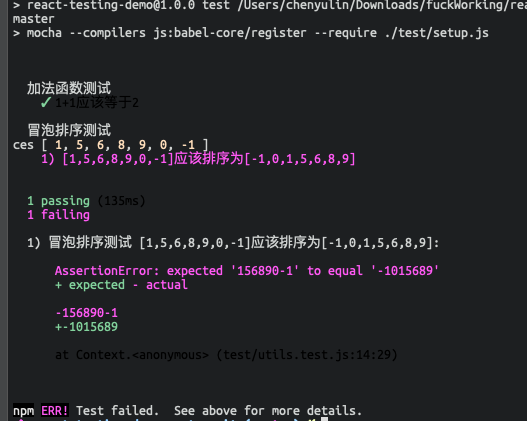 > react-testing-demo@1.0.0 test /Users/chenyulin/Downloads/fuckWorking/rea
master
> mocha --compilers js:babel-core/register --require ./test/setup.js
加法函数测试
✓ 1+1应该等于2
冒泡排序测试
ces [ 1, 5, 6, 8, 9, 0, -1 ]
1) [1,5,6,8,9,0,-1]应该排序为[-1,0,1,5,6,8,9]
1 passing (135ms)
1 failing
1) 冒泡排序测试 [1,5,6,8,9,0,-1]应该排序为[-1,0,1,5,6,8,9]:
AssertionError: expected '156890-1' to equal '-1015689'
+ expected - actual
-156890-1
+-1015689
at Context.<anonymous> (test/utils.test.js:14:29)
npm ERR! Test failed.  See above for more details.